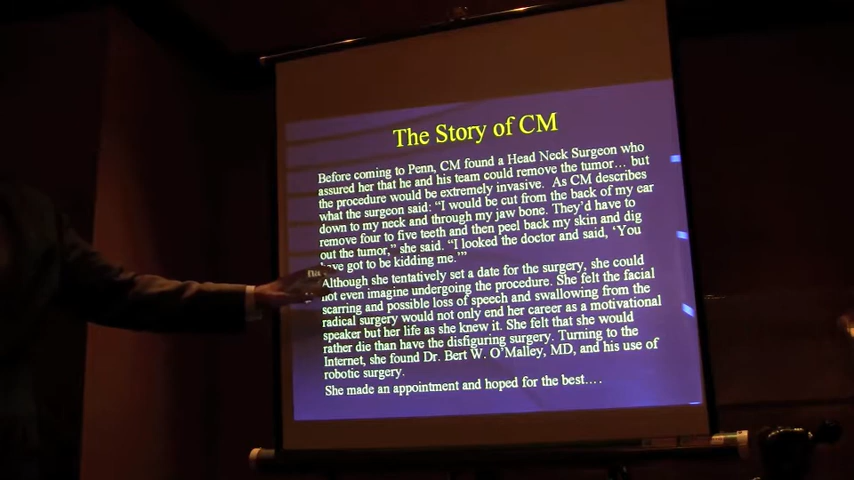 The Story of CM
Before coming to Penn, CM found a Head Neck Surgeon who
assured her that he and his team could remove the tumor… but
the procedure would be extremely invasive. As CM describes
what the surgeon said: “I would be cut from the back of my ear
down to my neck and through my jaw bone. They’d have to
remove four to five teeth and then peel back my skin and dig
out the tumor,” she said. “I looked the doctor and said, ‘You
have got to be kidding me.’”
Although she tentatively set a date for the surgery, she could
not even imagine undergoing the procedure. She felt the facial
scarring and possible loss of speech and swallowing from the
radical surgery would not only end her career as a motivational
speaker but her life as she knew it. She felt that she would
rather die than have the disfiguring surgery. Turning to the
Internet, she found Dr. Bert W. O’Malley, MD, and his use of
robotic surgery.
She made an appointment and hoped for the best….